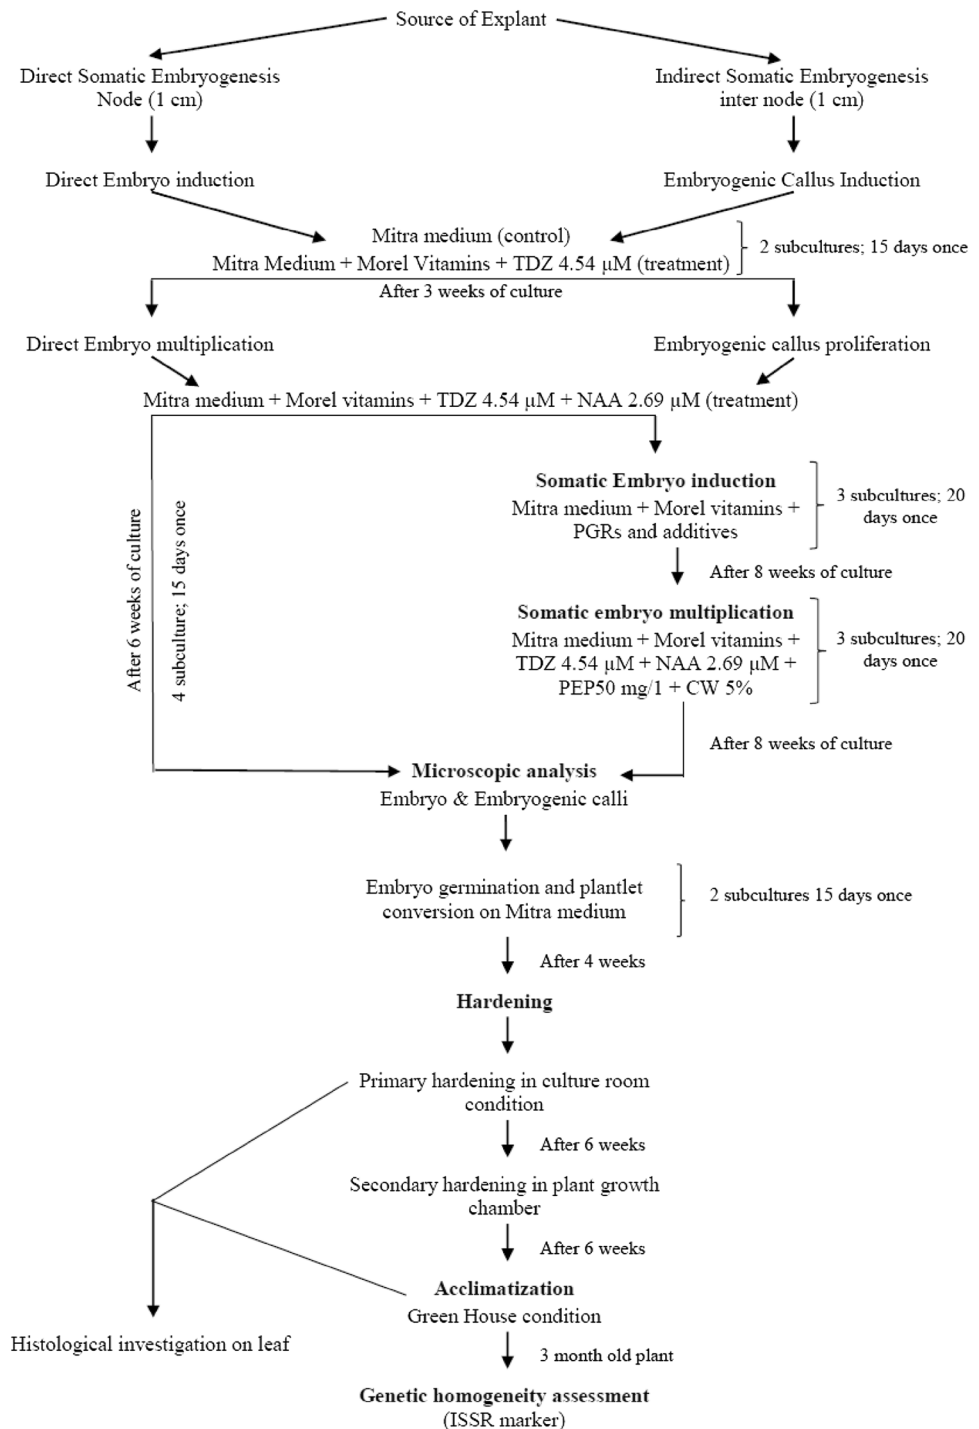 Source of Explant
Direct Somatic Embryogenesis
Node (1 cm)
Indirect Somatic Embryogenesis
inter node (1 cm)
Direct Embryo induction
Embryogenic Callus Induction
Mitra medium (control)
Mitra Medium + Morel Vitamins + TDZ 4.54 µM (treatment)
2 subcultures; 15 days once
After 3 weeks of culture
Direct Embryo multiplication
Embryogenic callus proliferation
Mitra medium + Morel vitamins + TDZ 4.54 µM + NAA 2.69 µM (treatment)
After 6 weeks of culture
4 subculture; 15 days once
Somatic Embryo induction
Mitra medium + Morel vitamins +
PGRs and additives
3 subcultures; 20
days once
After 8 weeks of culture
Somatic embryo multiplication
Mitra medium + Morel vitamins +
TDZ 4.54 µM + NAA 2.69 µM +
PEP50 mg/1 + CW 5%
3 subcultures; 20
days once
After 8 weeks of culture
Microscopic analysis
Embryo & Embryogenic calli
Embryo germination and plantlet
conversion on Mitra medium
2 subcultures 15 days once
After 4 weeks
Hardening
Primary hardening in culture room
condition
After 6 weeks
Secondary hardening in plant growth
chamber
After 6 weeks
Acclimatization
Green House condition
Histological investigation on leaf
3 month old plant
Genetic homogeneity assessment
(ISSR marker)